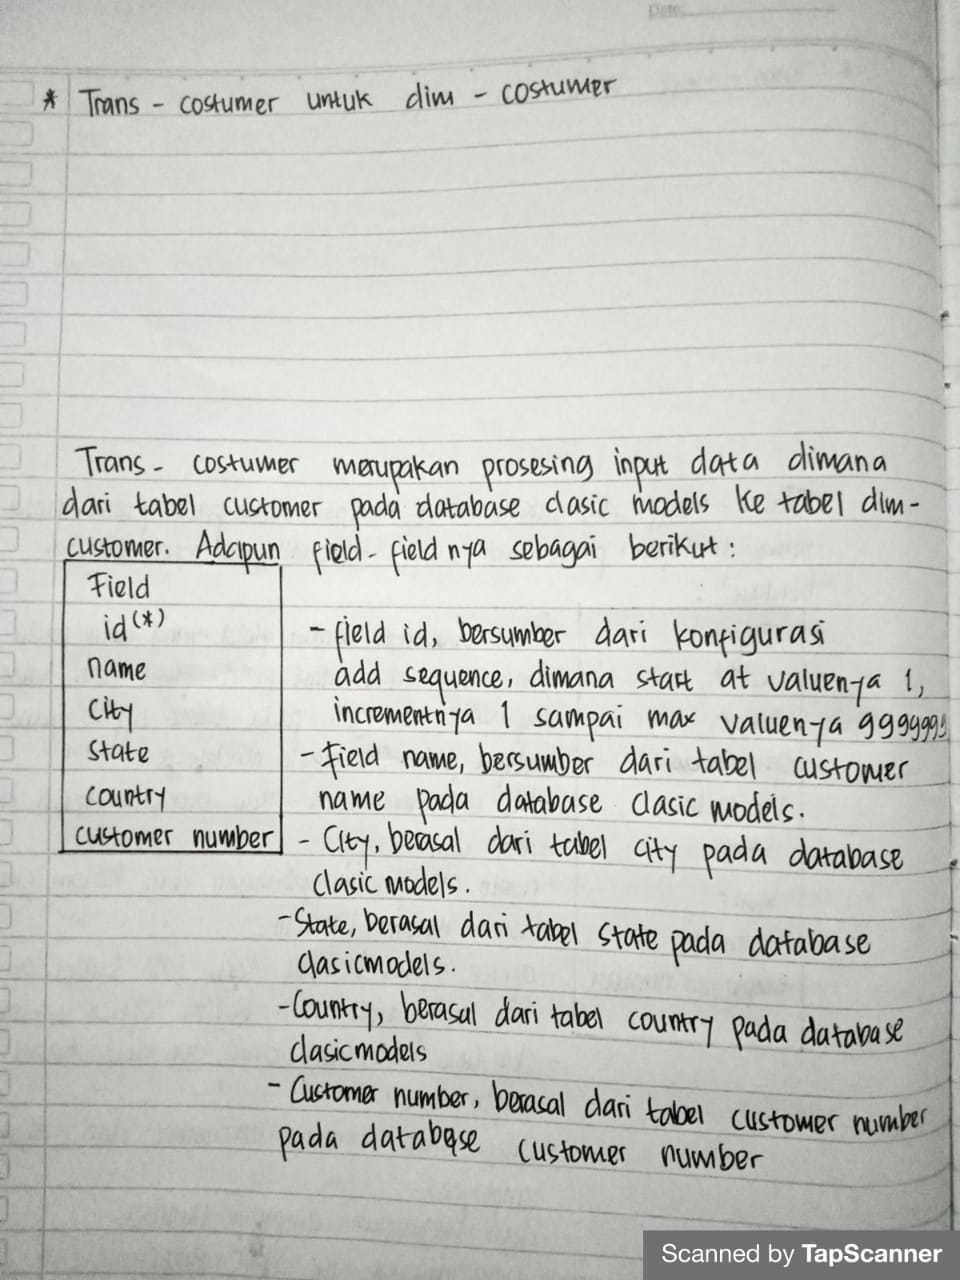 Date:
* Trans - costumer untuk dim - costumer
Trans - costumer merupakan prosesing input data dimana
dari tabel customer pada database clasic models ke tabel dim-
customer. Adapun field-fieldnya sebagai berikut :
Field
id(*)
name
city
state
country
customer number
- field id, bersumber dari konfigurasi
add sequence, dimana start at valuenya 1,
incrementnya 1 sampai max valuenya 9999999
- Field name, bersumber dari tabel customer
name pada database clasic models.
- City, berasal dari tabel city pada database
clasic models.
- State, berasal dari tabel state pada database
clasicmodels.
- Country, berasal dari tabel country pada database
clasicmodels
- Customer number, berasal dari tabel customer number
pada database customer number
Scanned by TapScanner